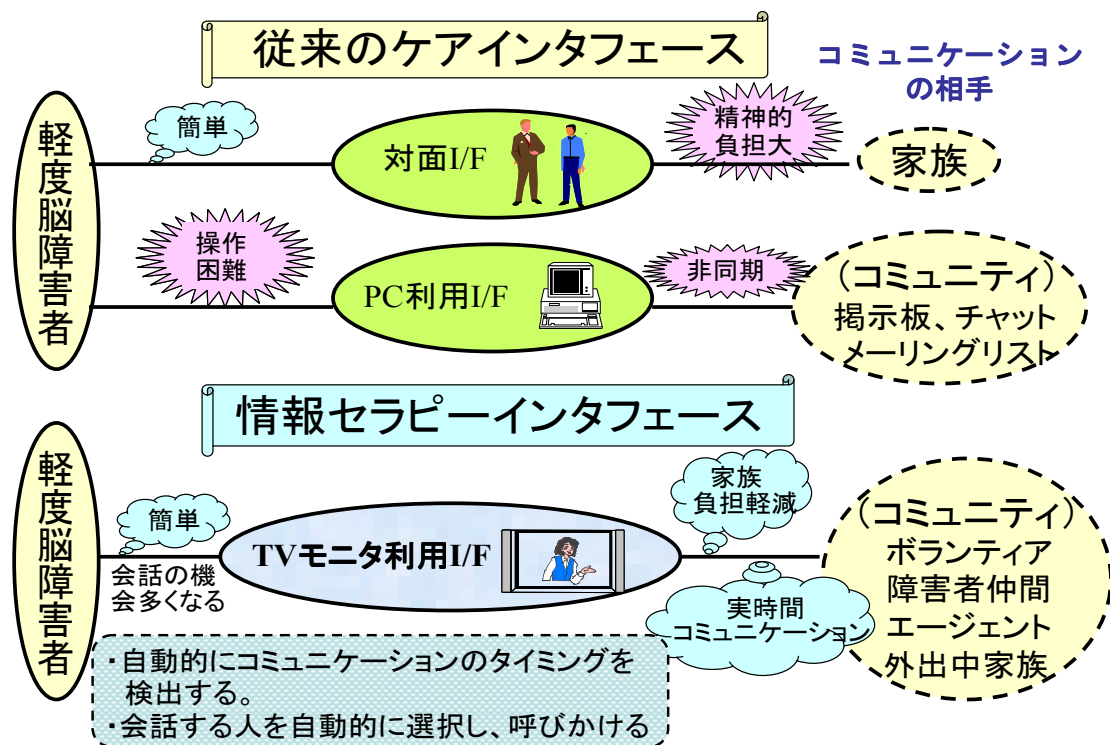 従来のケアインタフェース
コミュニケーション
の相手
軽度脳障害者
簡単
対面I/F
精神的
負担大
家族
操作
困難
PC利用I/F
非同期
(コミュニティ)
掲示板、チャット
メーリングリスト
情報セラピーインタフェース
軽度脳障害者
簡単
会話の機
会多くなる
TVモニタ利用I/F
家族
負担軽減
実時間
コミュニケーション
(コミュニティ)
ボランティア
障害者仲間
エージェント
外出中家族
・自動的にコミュニケーションのタイミングを
検出する。
・会話する人を自動的に選択し、呼びかける